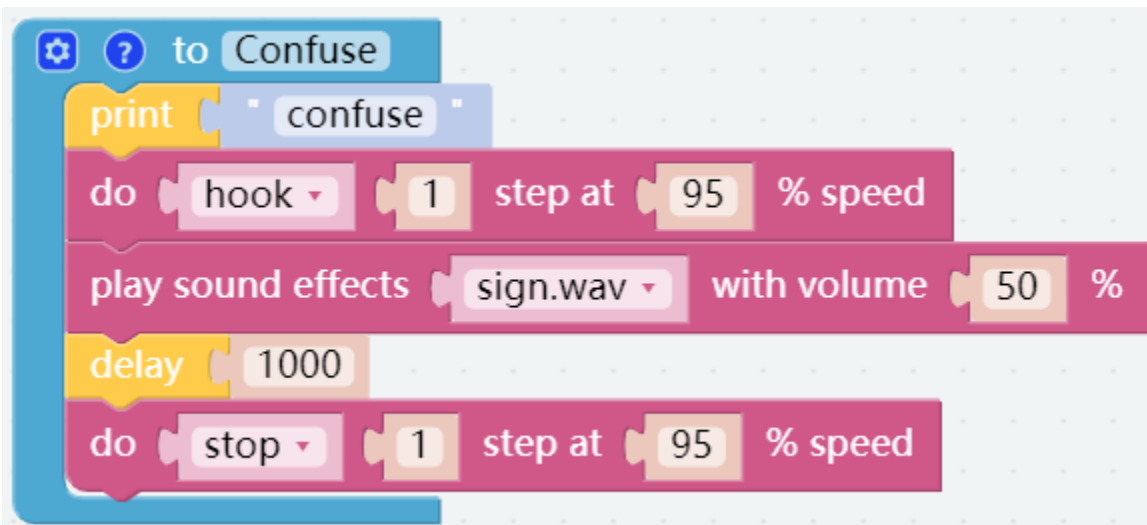 ? to Confuse
print " confuse "
do hook 1 step at 95 % speed
play sound effects sign.wav with volume 50 %
delay 1000
do stop 1 step at 95 % speed